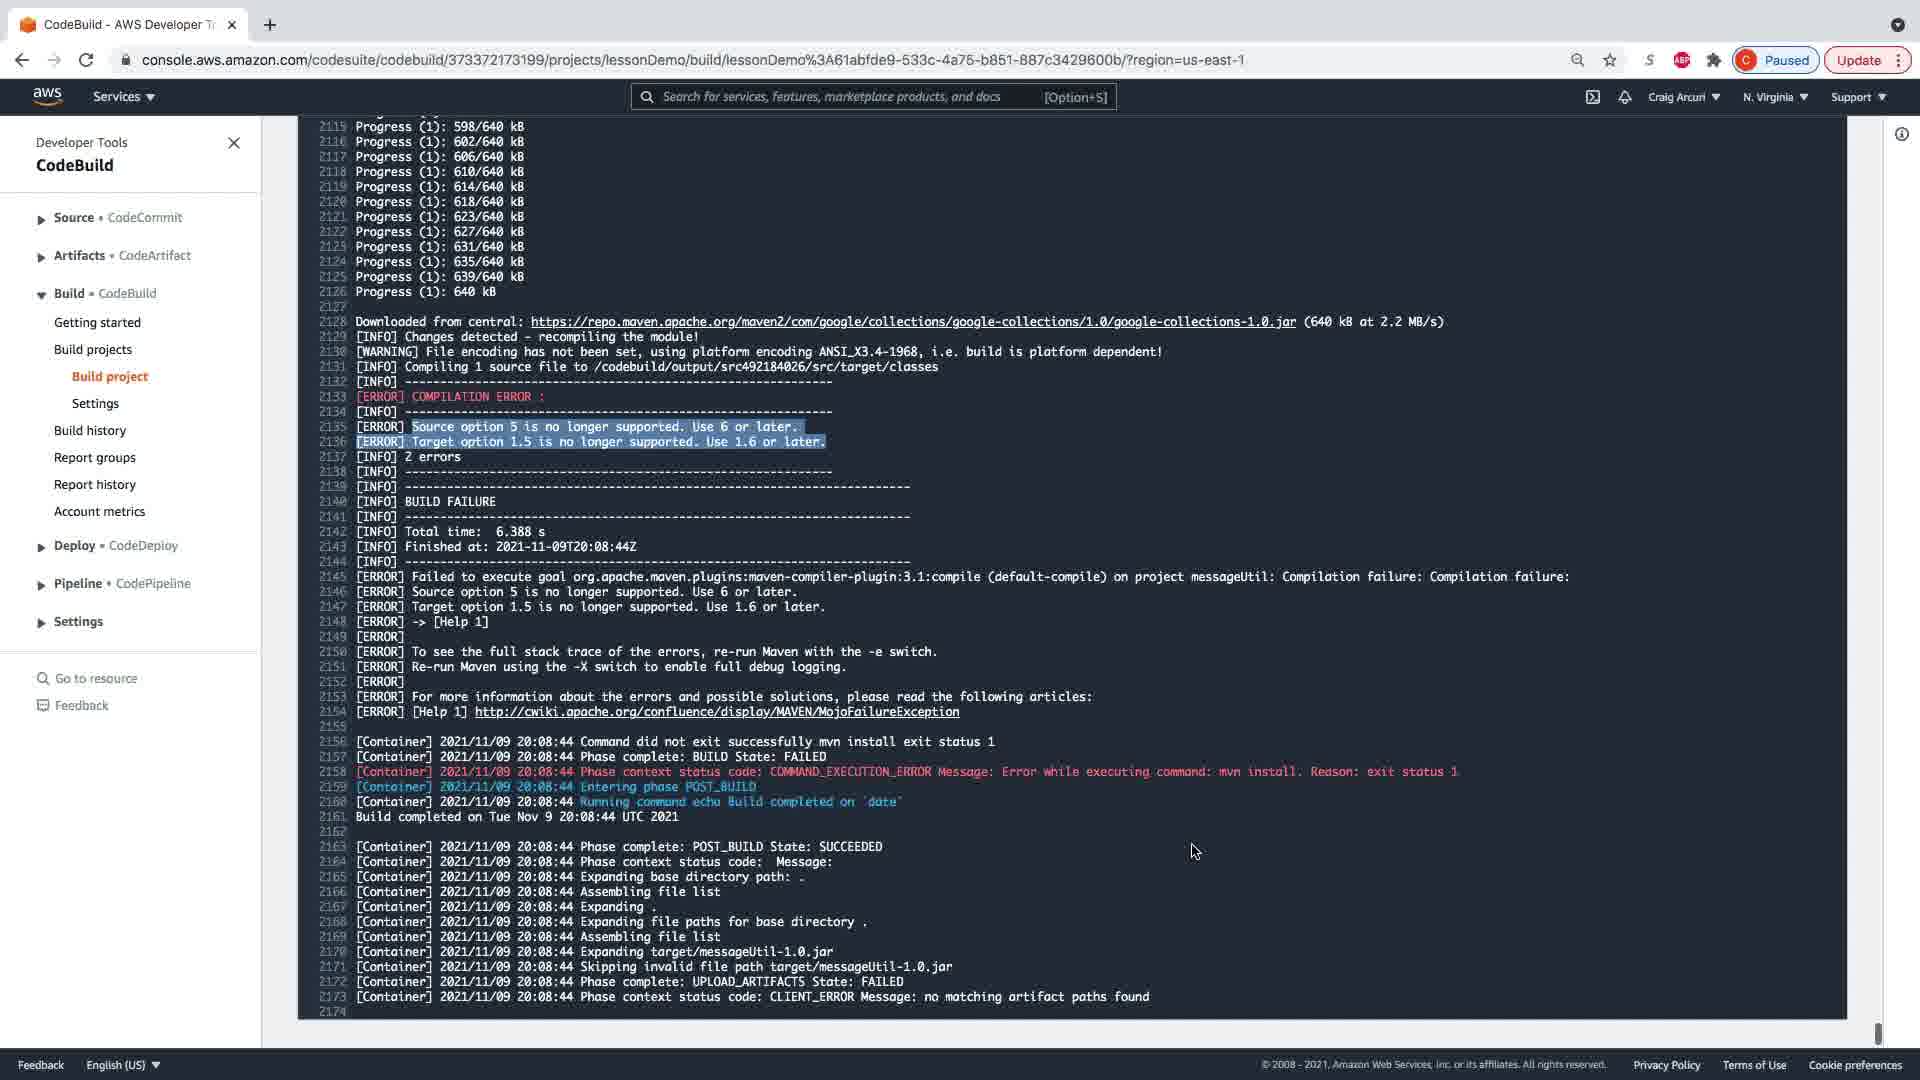 CodeBuild - AWS Developer To
console.aws.amazon.com/codesuite/codebuild/373372173199/projects/lessonDemo/build/lessonDemo%3A61abfde9-533c-4a75-b851-887c3429600b/?region=us-east-1
S
ABP
C Paused
Update
aws
Services
Search for services, features, marketplace products, and docs [Option+S]
Craig Arcuri
N. Virginia
Support
Developer Tools
CodeBuild
Source • CodeCommit
Artifacts • CodeArtifact
Build • CodeBuild
Getting started
Build projects
Build project
Settings
Build history
Report groups
Report history
Account metrics
Deploy • CodeDeploy
Pipeline • CodePipeline
Settings
Go to resource
Feedback
2115 Progress (1): 598/640 kB
2116 Progress (1): 602/640 kB
2117 Progress (1): 606/640 kB
2118 Progress (1): 610/640 kB
2119 Progress (1): 614/640 kB
2120 Progress (1): 618/640 kB
2121 Progress (1): 623/640 kB
2122 Progress (1): 627/640 kB
2123 Progress (1): 631/640 kB
2124 Progress (1): 635/640 kB
2125 Progress (1): 639/640 kB
2126 Progress (1): 640 kB
2127
2128 Downloaded from central: https://repo.maven.apache.org/maven2/com/google/collections/google-collections/1.0/google-collections-1.0.jar (640 kB at 2.2 MB/s)
2129 [INFO] Changes detected - recompiling the module!
2130 [WARNING] File encoding has not been set, using platform encoding ANSI_X3.4-1968, i.e. build is platform dependent!
2131 [INFO] Compiling 1 source file to /codebuild/output/src492184026/src/target/classes
2132 [INFO] -------------------------------------------------------------
2133 [ERROR] COMPILATION ERROR :
2134 [INFO] -------------------------------------------------------------
2135 [ERROR] Source option 5 is no longer supported. Use 6 or later.
2136 [ERROR] Target option 1.5 is no longer supported. Use 1.6 or later.
2137 [INFO] 2 errors
2138 [INFO] -------------------------------------------------------------
2139 [INFO] ------------------------------------------------------------------------
2140 [INFO] BUILD FAILURE
2141 [INFO] ------------------------------------------------------------------------
2142 [INFO] Total time:  6.388 s
2143 [INFO] Finished at: 2021-11-09T20:08:44Z
2144 [INFO] ------------------------------------------------------------------------
2145 [ERROR] Failed to execute goal org.apache.maven.plugins:maven-compiler-plugin:3.1:compile (default-compile) on project messageUtil: Compilation failure: Compilation failure:
2146 [ERROR] Source option 5 is no longer supported. Use 6 or later.
2147 [ERROR] Target option 1.5 is no longer supported. Use 1.6 or later.
2148 [ERROR] -> [Help 1]
2149 [ERROR]
2150 [ERROR] To see the full stack trace of the errors, re-run Maven with the -e switch.
2151 [ERROR] Re-run Maven using the -X switch to enable full debug logging.
2152 [ERROR]
2153 [ERROR] For more information about the errors and possible solutions, please read the following articles:
2154 [ERROR] [Help 1] http://cwiki.apache.org/confluence/display/MAVEN/MojoFailureException
2155
2156 [Container] 2021/11/09 20:08:44 Command did not exit successfully mvn install exit status 1
2157 [Container] 2021/11/09 20:08:44 Phase complete: BUILD State: FAILED
2158 [Container] 2021/11/09 20:08:44 Phase context status code: COMMAND_EXECUTION_ERROR Message: Error while executing command: mvn install. Reason: exit status 1
2159 [Container] 2021/11/09 20:08:44 Entering phase POST_BUILD
2160 [Container] 2021/11/09 20:08:44 Running command echo Build completed on `date`
2161 Build completed on Tue Nov 9 20:08:44 UTC 2021
2162
2163 [Container] 2021/11/09 20:08:44 Phase complete: POST_BUILD State: SUCCEEDED
2164 [Container] 2021/11/09 20:08:44 Phase context status code:  Message:
2165 [Container] 2021/11/09 20:08:44 Expanding base directory path: .
2166 [Container] 2021/11/09 20:08:44 Assembling file list
2167 [Container] 2021/11/09 20:08:44 Expanding .
2168 [Container] 2021/11/09 20:08:44 Expanding file paths for base directory .
2169 [Container] 2021/11/09 20:08:44 Assembling file list
2170 [Container] 2021/11/09 20:08:44 Expanding target/messageUtil-1.0.jar
2171 [Container] 2021/11/09 20:08:44 Skipping invalid file path target/messageUtil-1.0.jar
2172 [Container] 2021/11/09 20:08:44 Phase complete: UPLOAD_ARTIFACTS State: FAILED
2173 [Container] 2021/11/09 20:08:44 Phase context status code: CLIENT_ERROR Message: no matching artifact paths found
2174
Feedback
English (US)
© 2008 - 2021, Amazon Web Services, Inc. or its affiliates. All rights reserved.
Privacy Policy
Terms of Use
Cookie preferences